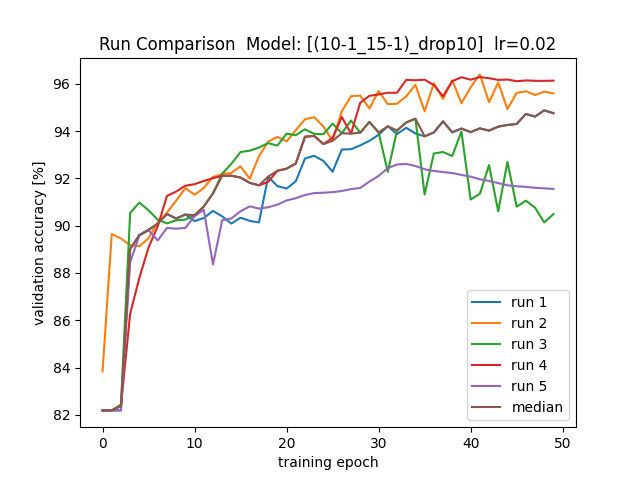 Run Comparison  Model: [(10-1_15-1)_drop10]  lr=0.02
validation accuracy [%]
96
94
92
90
88
86
84
82
0 10 20 30 40 50
training epoch
run 1
run 2
run 3
run 4
run 5
median